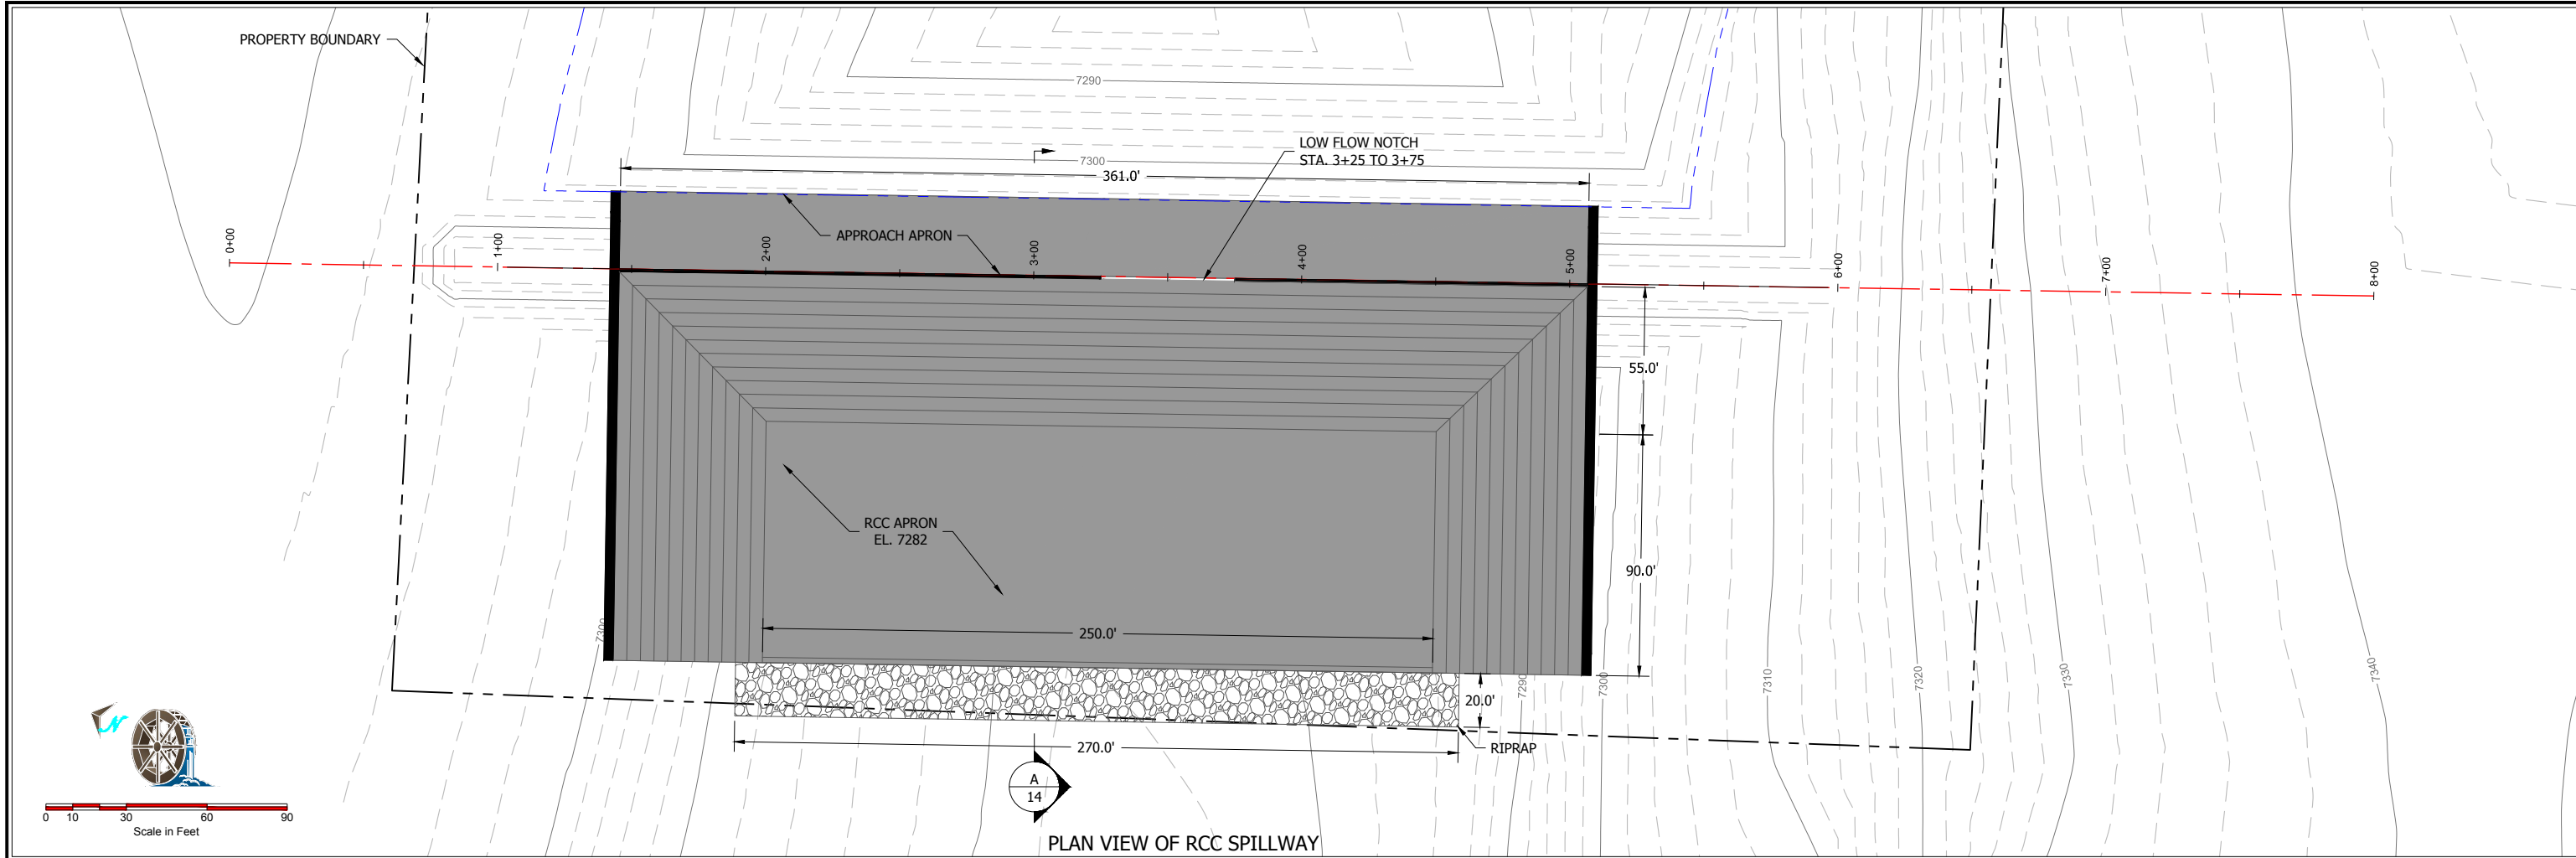 PROPERTY BOUNDARY
7290
LOW FLOW NOTCH
STA. 3+25 TO 3+75
7300
361.0'
APPROACH APRON
0+00
1+00
2+00
3+00
4+00
5+00
6+00
7+00
8+00
55.0'
RCC APRON
EL. 7282
90.0'
250.0'
7300
7290
7300
7310
7320
7330
7340
20.0'
270.0'
RIPRAP
N
A
14
0 10 30 60 90
Scale in Feet
PLAN VIEW OF RCC SPILLWAY